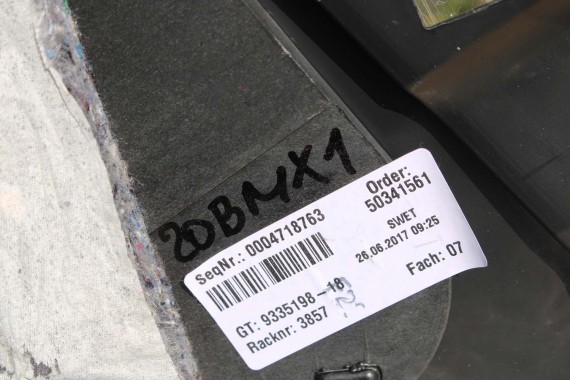 20BMX1
SeqNr.: 0004718763
Order:
50341561
SWET
26.06.2017 09:25
GT: 9335198-18
Fach: 07
Racknr: 3857